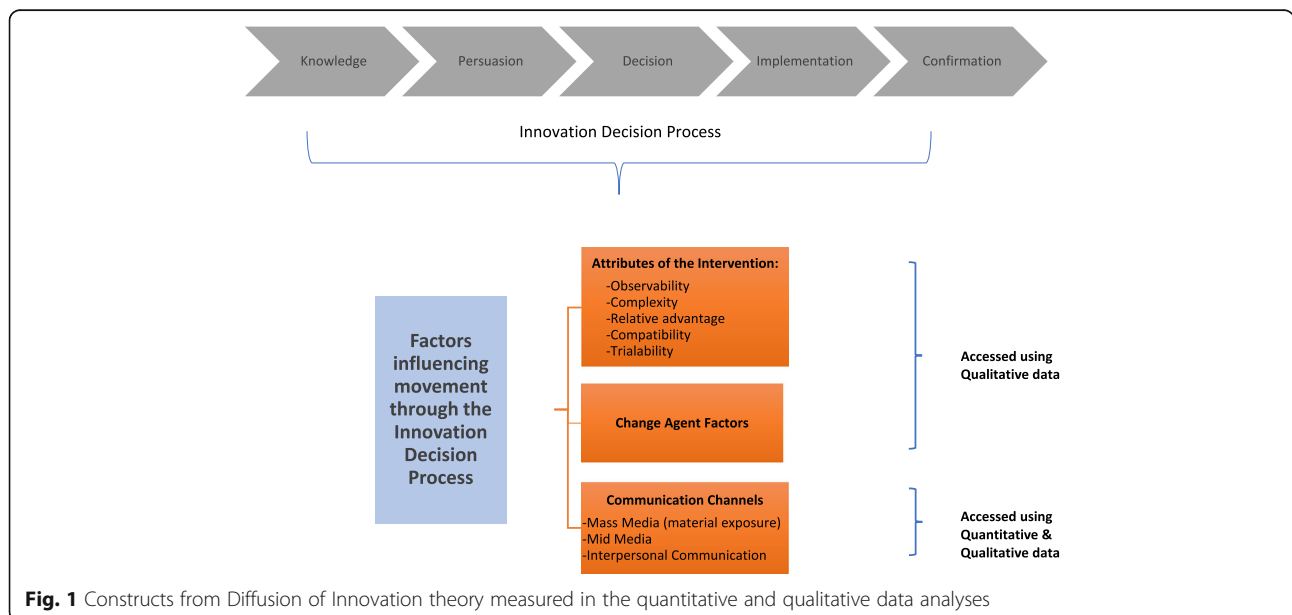 Knowledge
Persuasion
Decision
Implementation
Confirmation
Innovation Decision Process
Factors
influencing
movement
through the
Innovation
Decision
Process
Attributes of the Intervention:
-Observability
-Complexity
-Relative advantage
-Compatibility
-Trialability
Change Agent Factors
Communication Channels
-Mass Media (material exposure)
-Mid Media
-Interpersonal Communication
Accessed using
Qualitative data
Accessed using
Quantitative &
Qualitative data
Fig. 1 Constructs from Diffusion of Innovation theory measured in the quantitative and qualitative data analyses